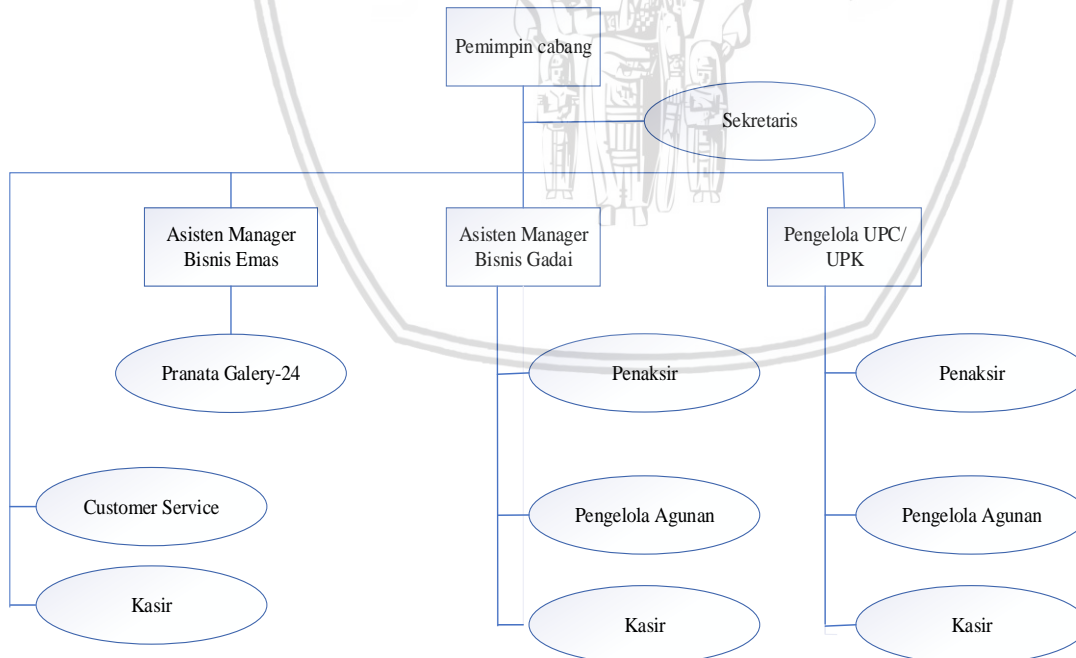 Pemimpin cabang
Sekretaris
Asisten Manager
Bisnis Emas
Asisten Manager
Bisnis Gadai
Pengelola UPC/
UPK
Pranata Galery-24
Penaksir
Penaksir
Customer Service
Pengelola Agunan
Pengelola Agunan
Kasir
Kasir
Kasir